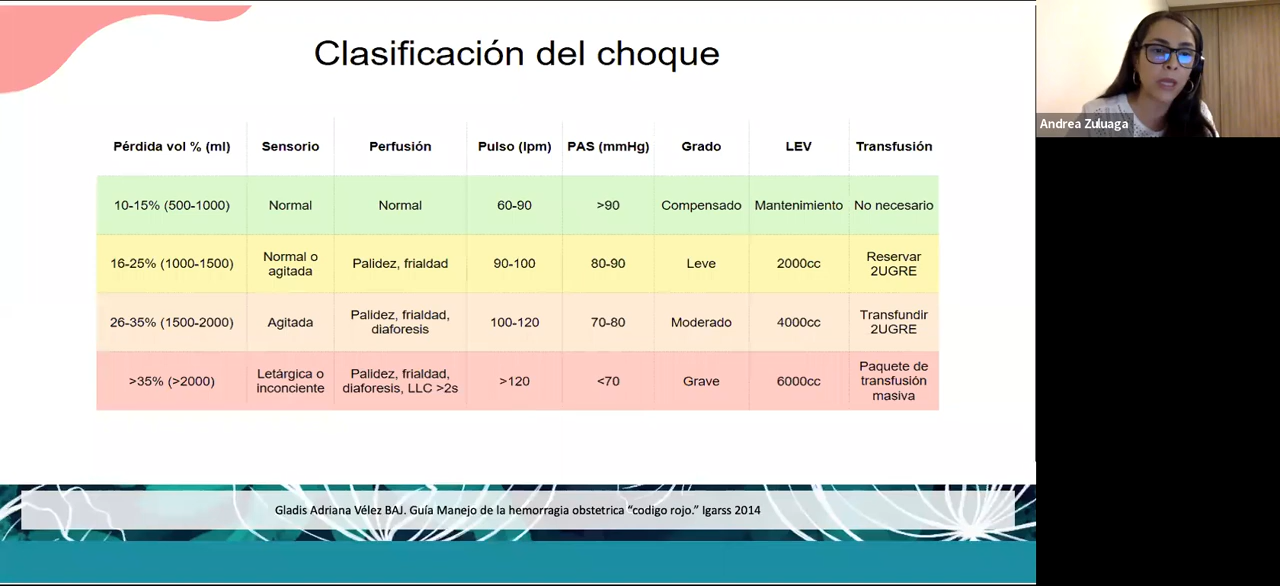 Clasificación del choque
Andrea Zuluaga
Pérdida vol % (ml) Sensorio Perfusión Pulso (lpm) PAS (mmHg) Grado LEV Transfusión
10-15% (500-1000) Normal Normal 60-90 >90 Compensado Mantenimiento No necesario
16-25% (1000-1500) Normal o agitada Palidez, frialdad 90-100 80-90 Leve 2000cc Reservar 2UGRE
26-35% (1500-2000) Agitada Palidez, frialdad, diaforesis 100-120 70-80 Moderado 4000cc Transfundir 2UGRE
>35% (>2000) Letárgica o inconciente Palidez, frialdad, diaforesis, LLC >2s >120 <70 Grave 6000cc Paquete de transfusión masiva
Gladis Adriana Vélez BAJ. Guía Manejo de la hemorragia obstetrica “codigo rojo.” Igarss 2014